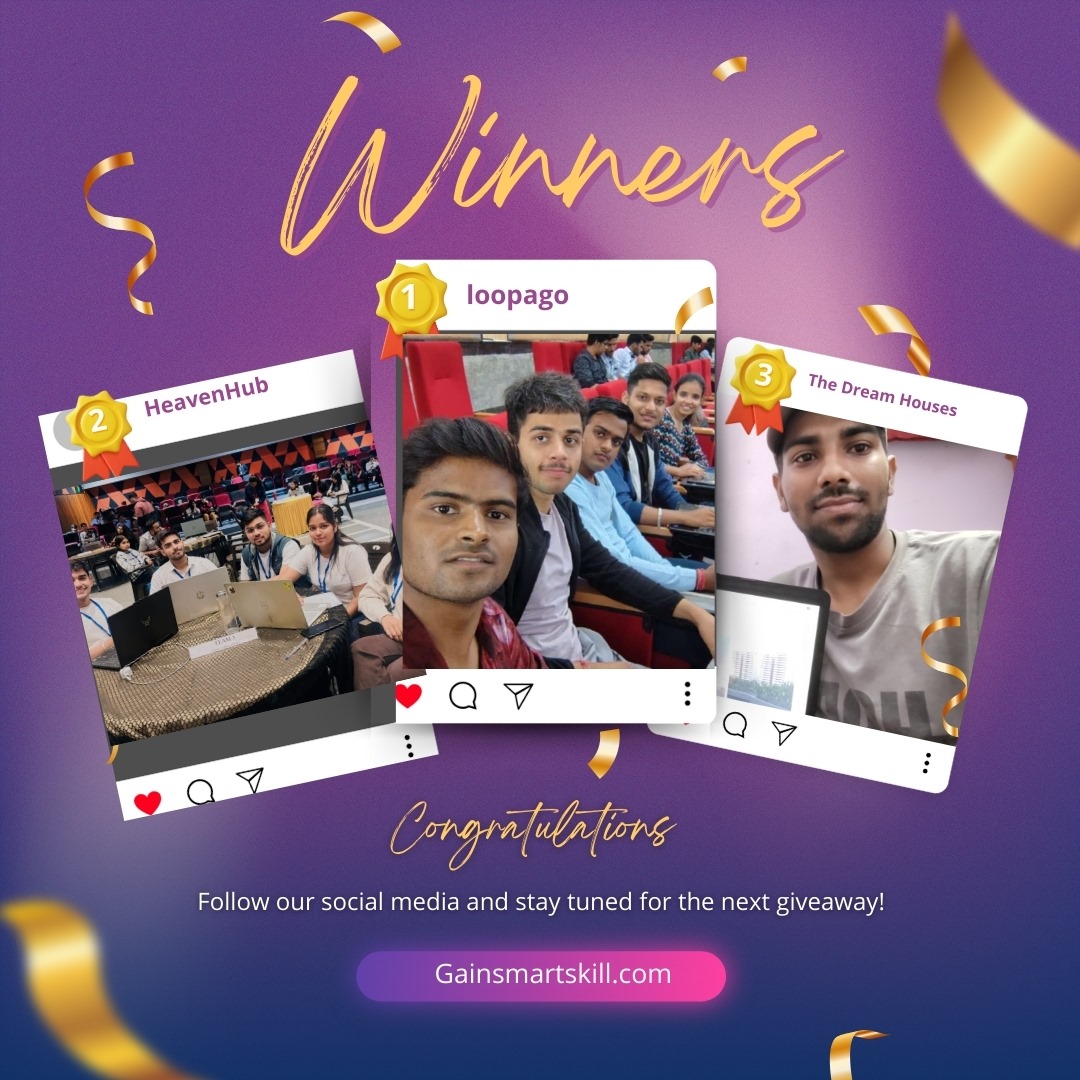 Winners
1
loopago
2
HeavenHub
3
The Dream Houses
Congratulations
Follow our social media and stay tuned for the next giveaway!
Gainsmartskill.com